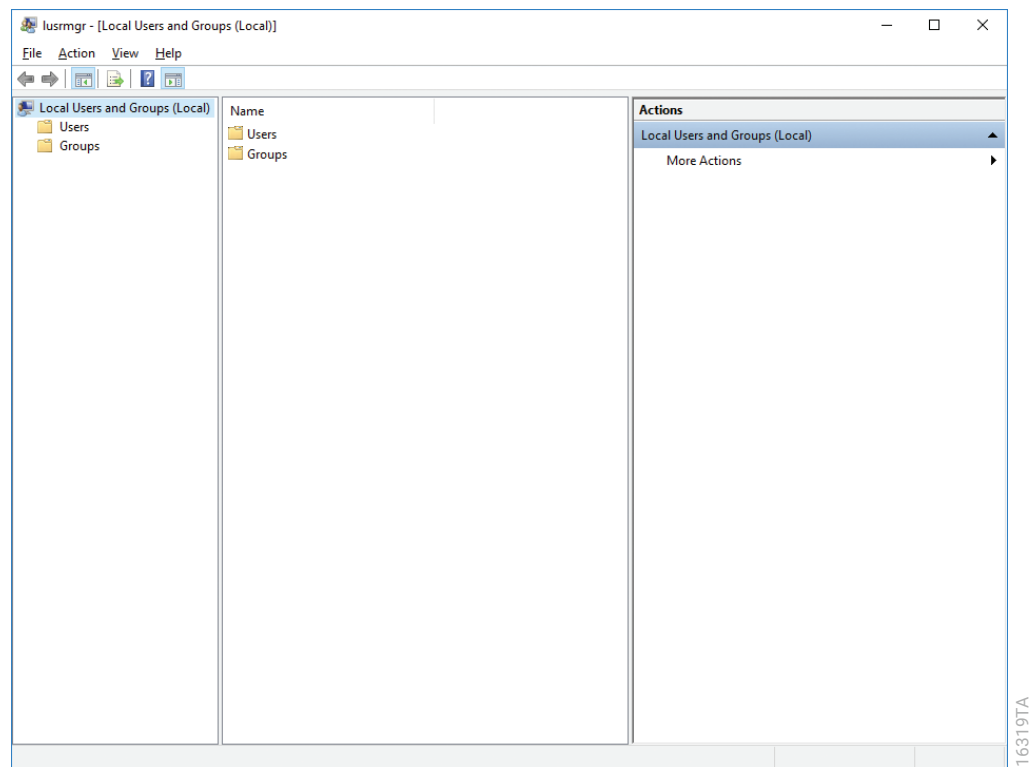 lusrmgr - [Local Users and Groups (Local)]
File Action View Help
Local Users and Groups (Local)
Users
Groups
Name
Users
Groups
Actions
Local Users and Groups (Local)
More Actions
16319TA